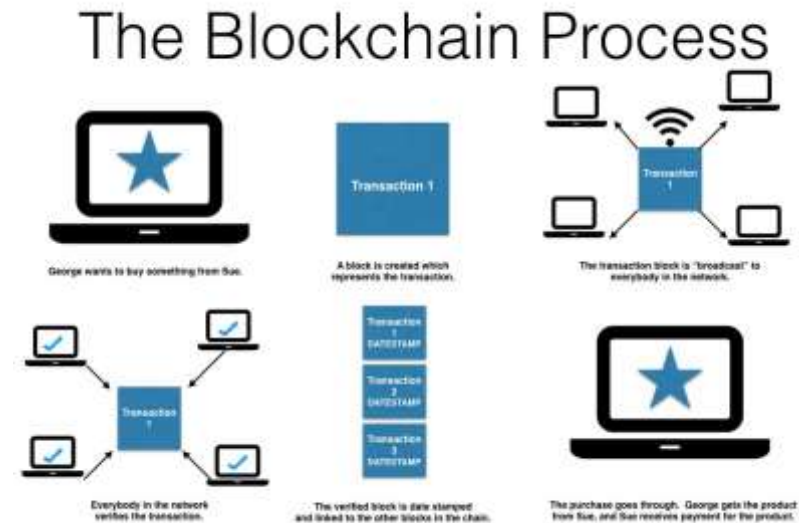 The Blockchain Process
Transaction 1
Transaction
1
George wants to buy something from Sue.
A block is created which
represents the transaction.
The transaction block is "broadcast" to
everybody in the network.
Transaction
1
Transaction
1
DATESTAMP
Transaction
2
DATESTAMP
Transaction
3
DATESTAMP
Everybody in the network
verifies the transaction.
The verified block is date stamped
and linked to the other blocks in the chain.
The purchase goes through. George gets the product
from Sue, and Sue receives payment for the product.